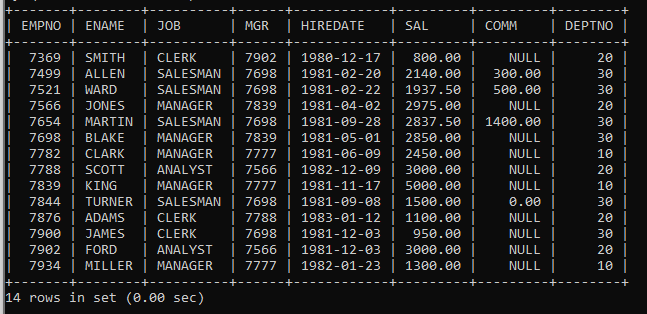 | EMPNO | ENAME | JOB | MGR | HIREDATE | SAL | COMM | DEPTNO |
| 7369 | SMITH | CLERK | 7902 | 1980-12-17 | 800.00 | NULL | 20 |
| 7499 | ALLEN | SALESMAN | 7698 | 1981-02-20 | 2140.00 | 300.00 | 30 |
| 7521 | WARD | SALESMAN | 7698 | 1981-02-22 | 1937.50 | 500.00 | 30 |
| 7566 | JONES | MANAGER | 7839 | 1981-04-02 | 2975.00 | NULL | 20 |
| 7654 | MARTIN | SALESMAN | 7698 | 1981-09-28 | 2837.50 | 1400.00 | 30 |
| 7698 | BLAKE | MANAGER | 7839 | 1981-05-01 | 2850.00 | NULL | 30 |
| 7782 | CLARK | MANAGER | 7777 | 1981-06-09 | 2450.00 | NULL | 10 |
| 7788 | SCOTT | ANALYST | 7566 | 1982-12-09 | 3000.00 | NULL | 20 |
| 7839 | KING | MANAGER | 7777 | 1981-11-17 | 5000.00 | NULL | 10 |
| 7844 | TURNER | SALESMAN | 7698 | 1981-09-08 | 1500.00 | 0.00 | 30 |
| 7876 | ADAMS | CLERK | 7788 | 1983-01-12 | 1100.00 | NULL | 20 |
| 7900 | JAMES | CLERK | 7698 | 1981-12-03 | 950.00 | NULL | 30 |
| 7902 | FORD | ANALYST | 7566 | 1981-12-03 | 3000.00 | NULL | 20 |
| 7934 | MILLER | MANAGER | 7777 | 1982-01-23 | 1300.00 | NULL | 10 |
14 rows in set (0.00 sec)